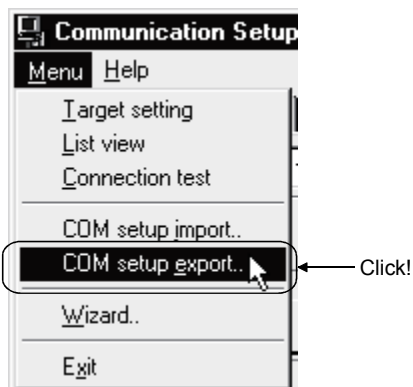 Communication Setup
Menu Help
Target setting
List view
Connection test
COM setup import..
COM setup export.. Click!
Wizard..
Exit